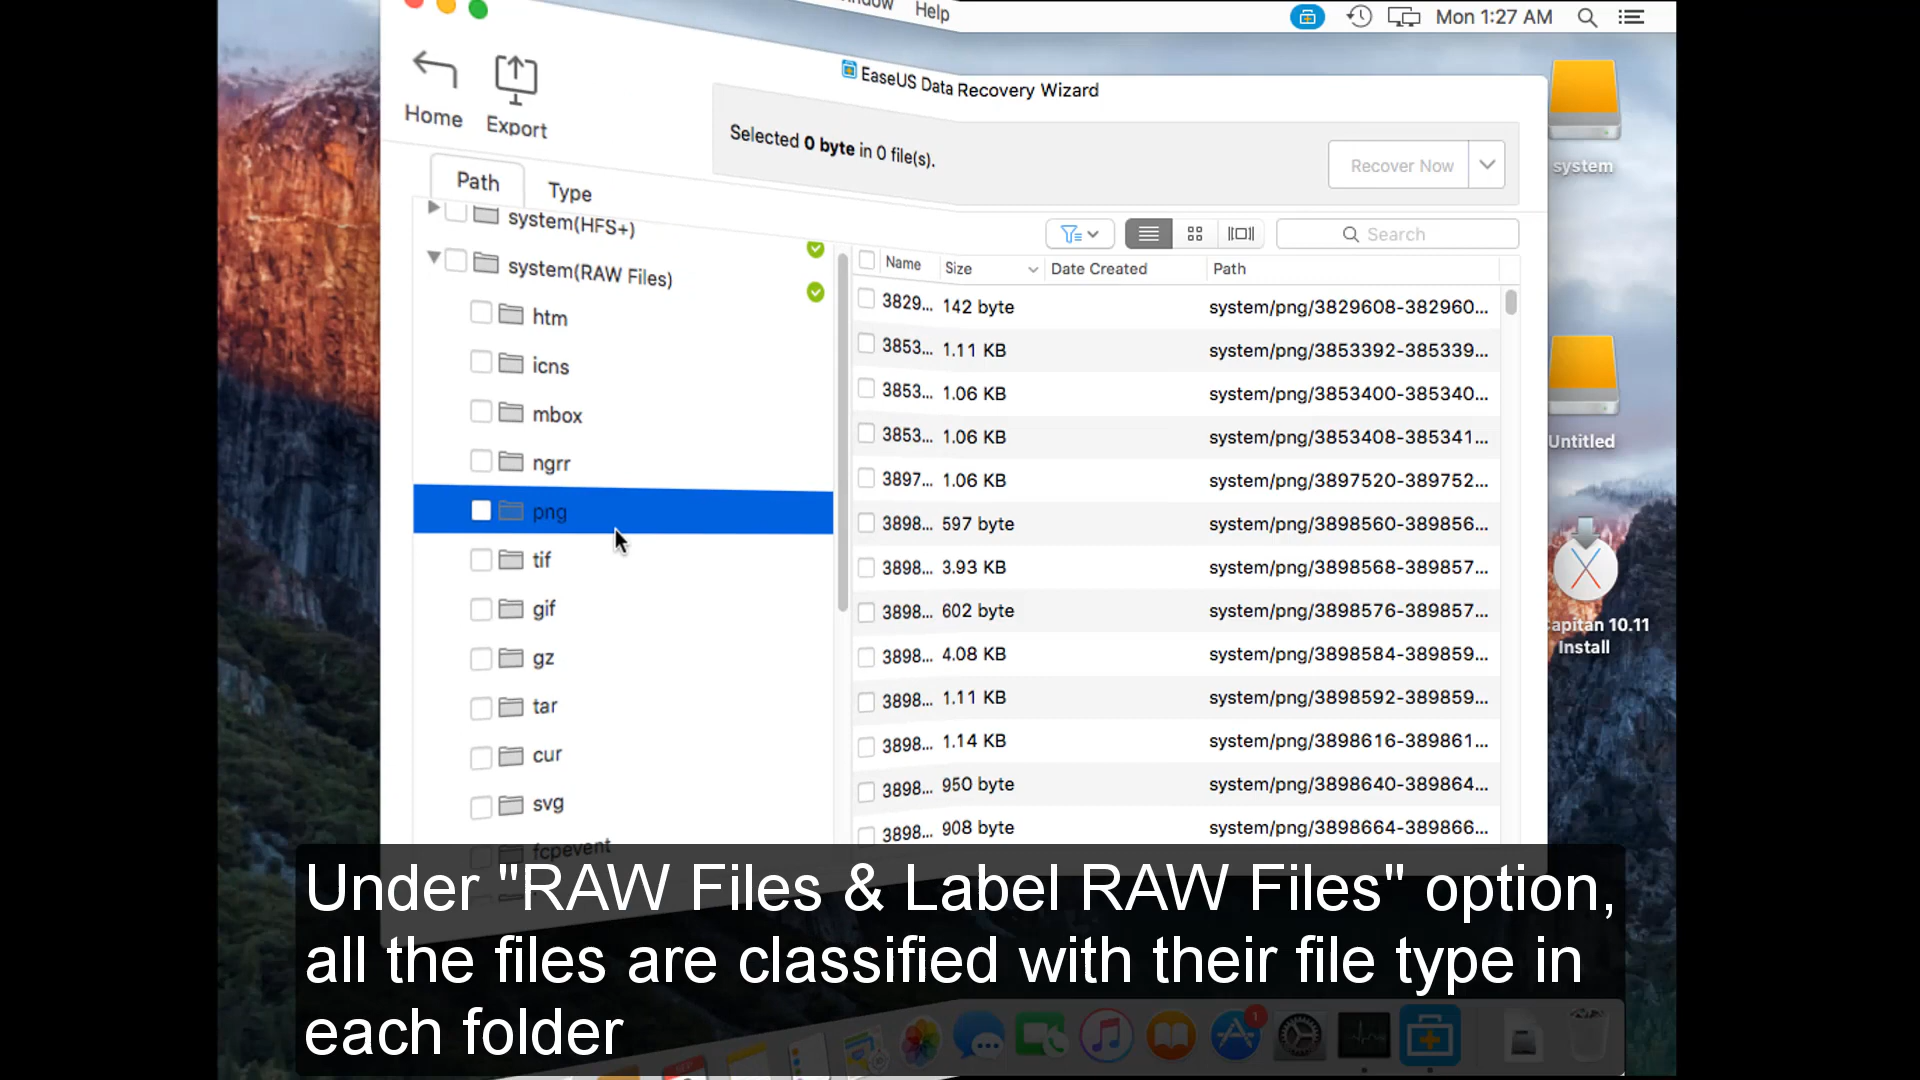 Window Help
Mon 1:27 AM
EaseUS Data Recovery Wizard
Home
Export
Selected 0 byte in 0 file(s).
Recover Now
Path
Type
Search
system(HFS+)
system(RAW Files)
htm
icns
mbox
ngrr
png
tif
gif
gz
tar
cur
svg
fcpevent
Name Size Date Created Path
3829... 142 byte system/png/3829608-382960...
3853... 1.11 KB system/png/3853392-385339...
3853... 1.06 KB system/png/3853400-385340...
3853... 1.06 KB system/png/3853408-385341...
3897... 1.06 KB system/png/3897520-389752...
3898... 597 byte system/png/3898560-389856...
3898... 3.93 KB system/png/3898568-389857...
3898... 602 byte system/png/3898576-389857...
3898... 4.08 KB system/png/3898584-389859...
3898... 1.11 KB system/png/3898592-389859...
3898... 1.14 KB system/png/3898616-389861...
3898... 950 byte system/png/3898640-389864...
3898... 908 byte system/png/3898664-389866...
system
Untitled
apitan 10.11
Install
Under "RAW Files & Label RAW Files" option,
all the files are classified with their file type in
each folder
1